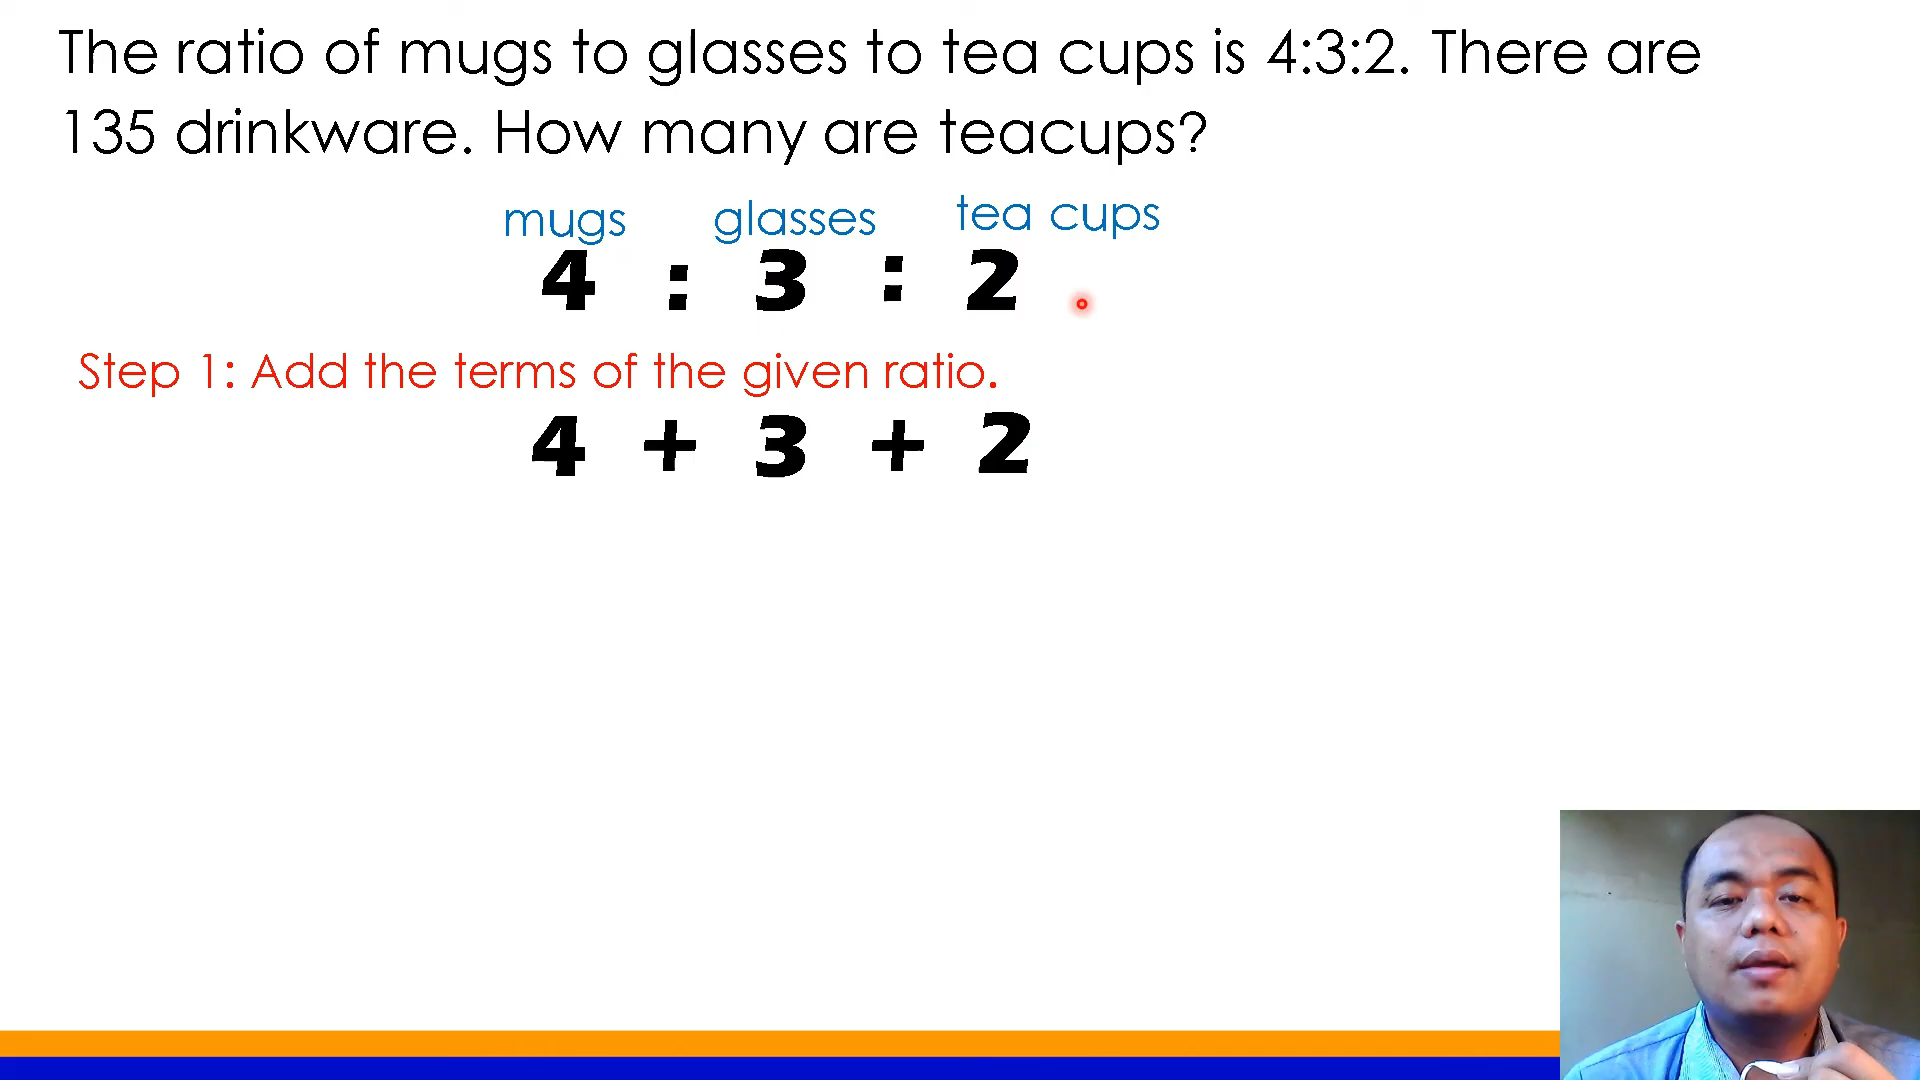 The ratio of mugs to glasses to tea cups is 4:3:2. There are
135 drinkware. How many are teacups?
mugs glasses tea cups
4 : 3 : 2
Step 1: Add the terms of the given ratio.
4 + 3 + 2